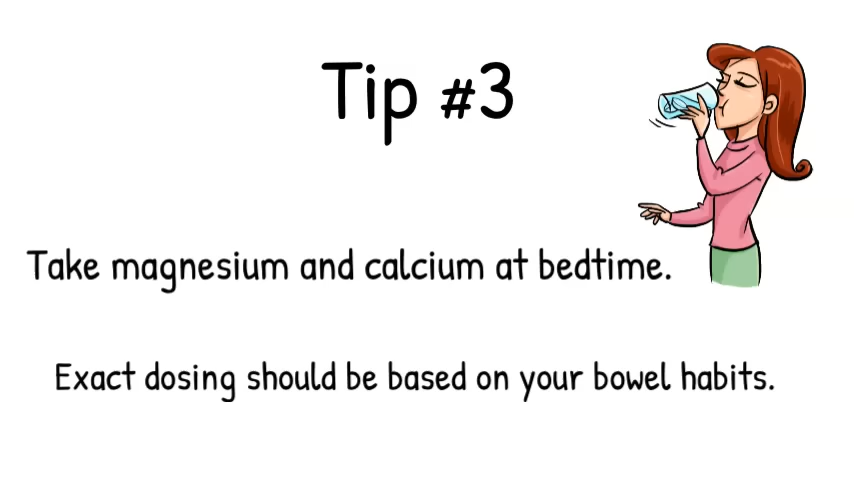 Tip #3
Take magnesium and calcium at bedtime.
Exact dosing should be based on your bowel habits.